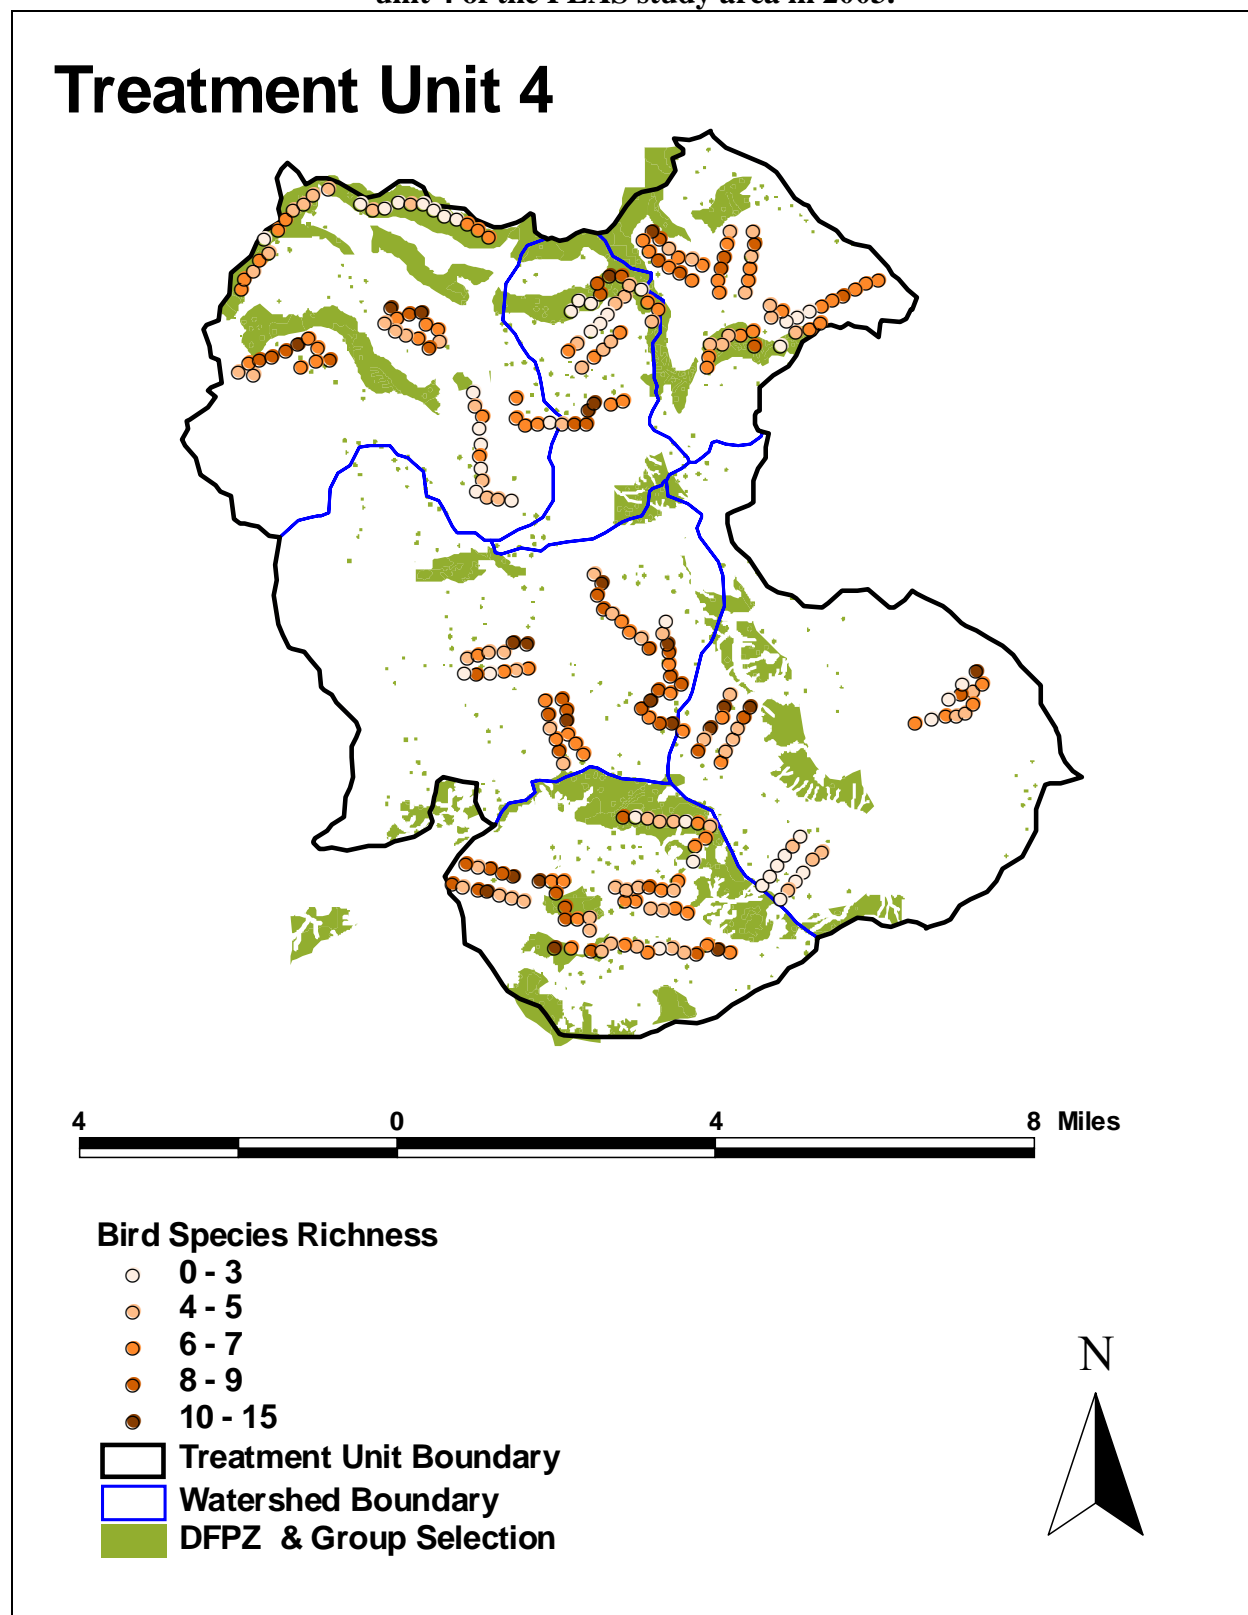 Treatment Unit 4
4 0 4 8 Miles
Bird Species Richness
0 - 3
4 - 5
6 - 7
8 - 9
10 - 15
Treatment Unit Boundary
Watershed Boundary
DFPZ & Group Selection
N